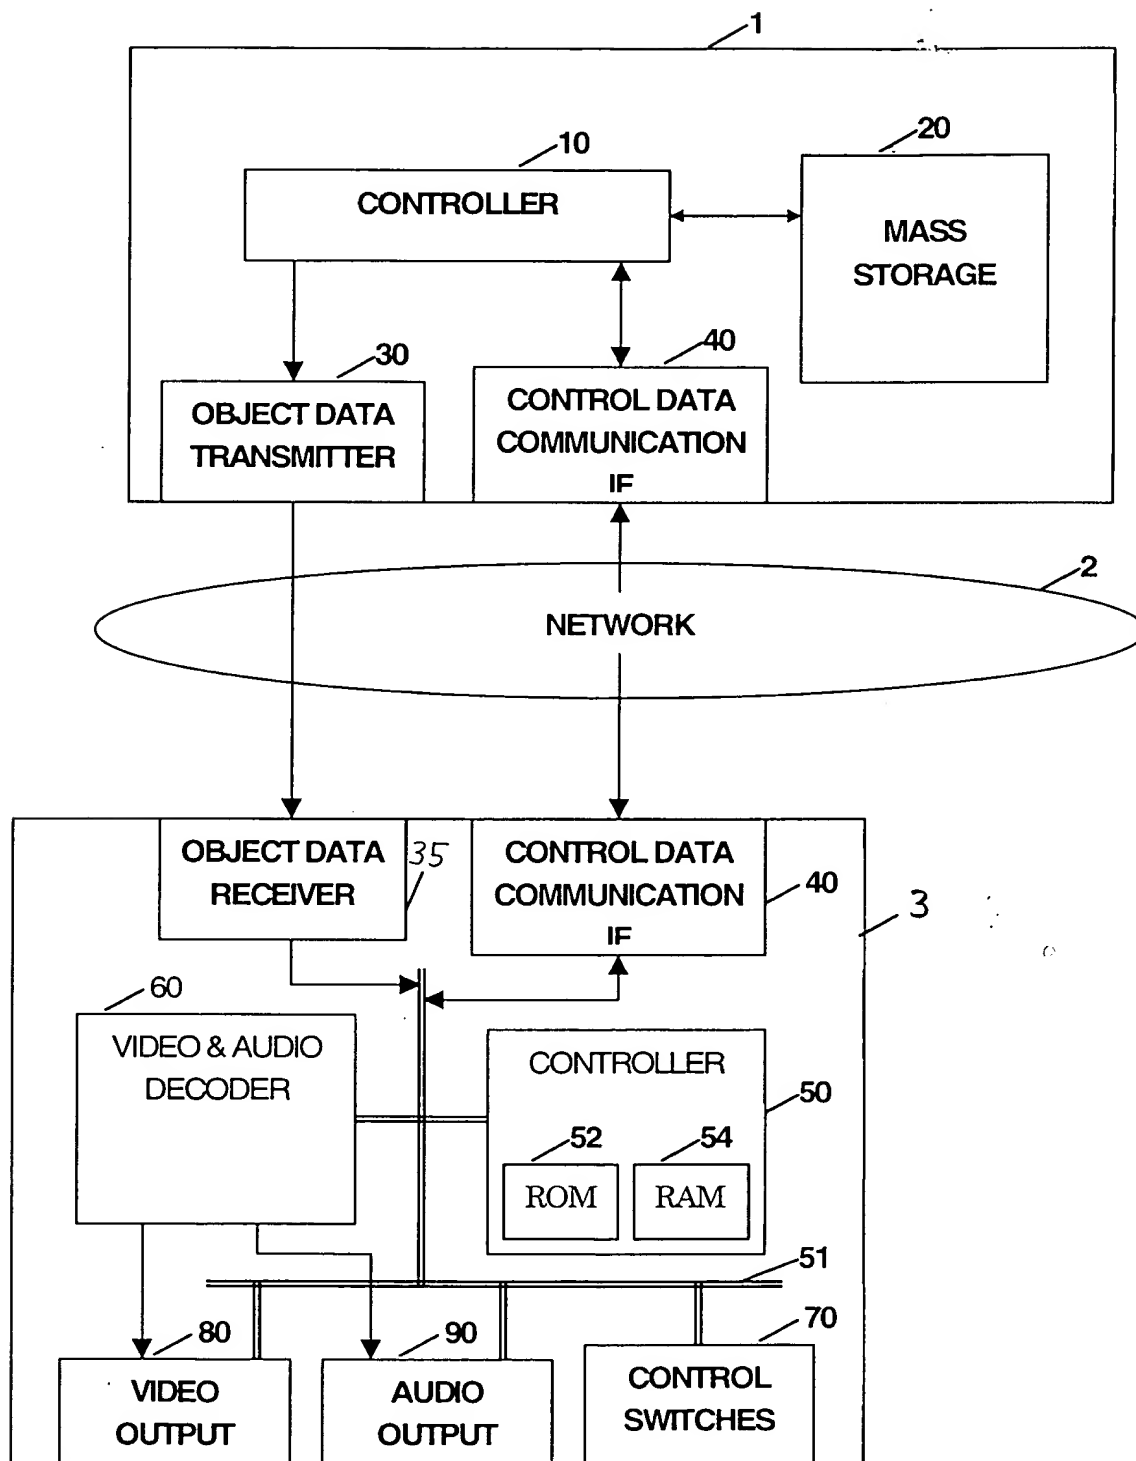 1
10
20
CONTROLLER
MASS
STORAGE
30
40
OBJECT DATA
TRANSMITTER
CONTROL DATA
COMMUNICATION
IF
2
NETWORK
OBJECT DATA
RECEIVER
35
CONTROL DATA
COMMUNICATION
IF
40
3
60
VIDEO & AUDIO
DECODER
CONTROLLER
50
52
54
ROM
RAM
51
80
90
70
VIDEO
OUTPUT
AUDIO
OUTPUT
CONTROL
SWITCHES